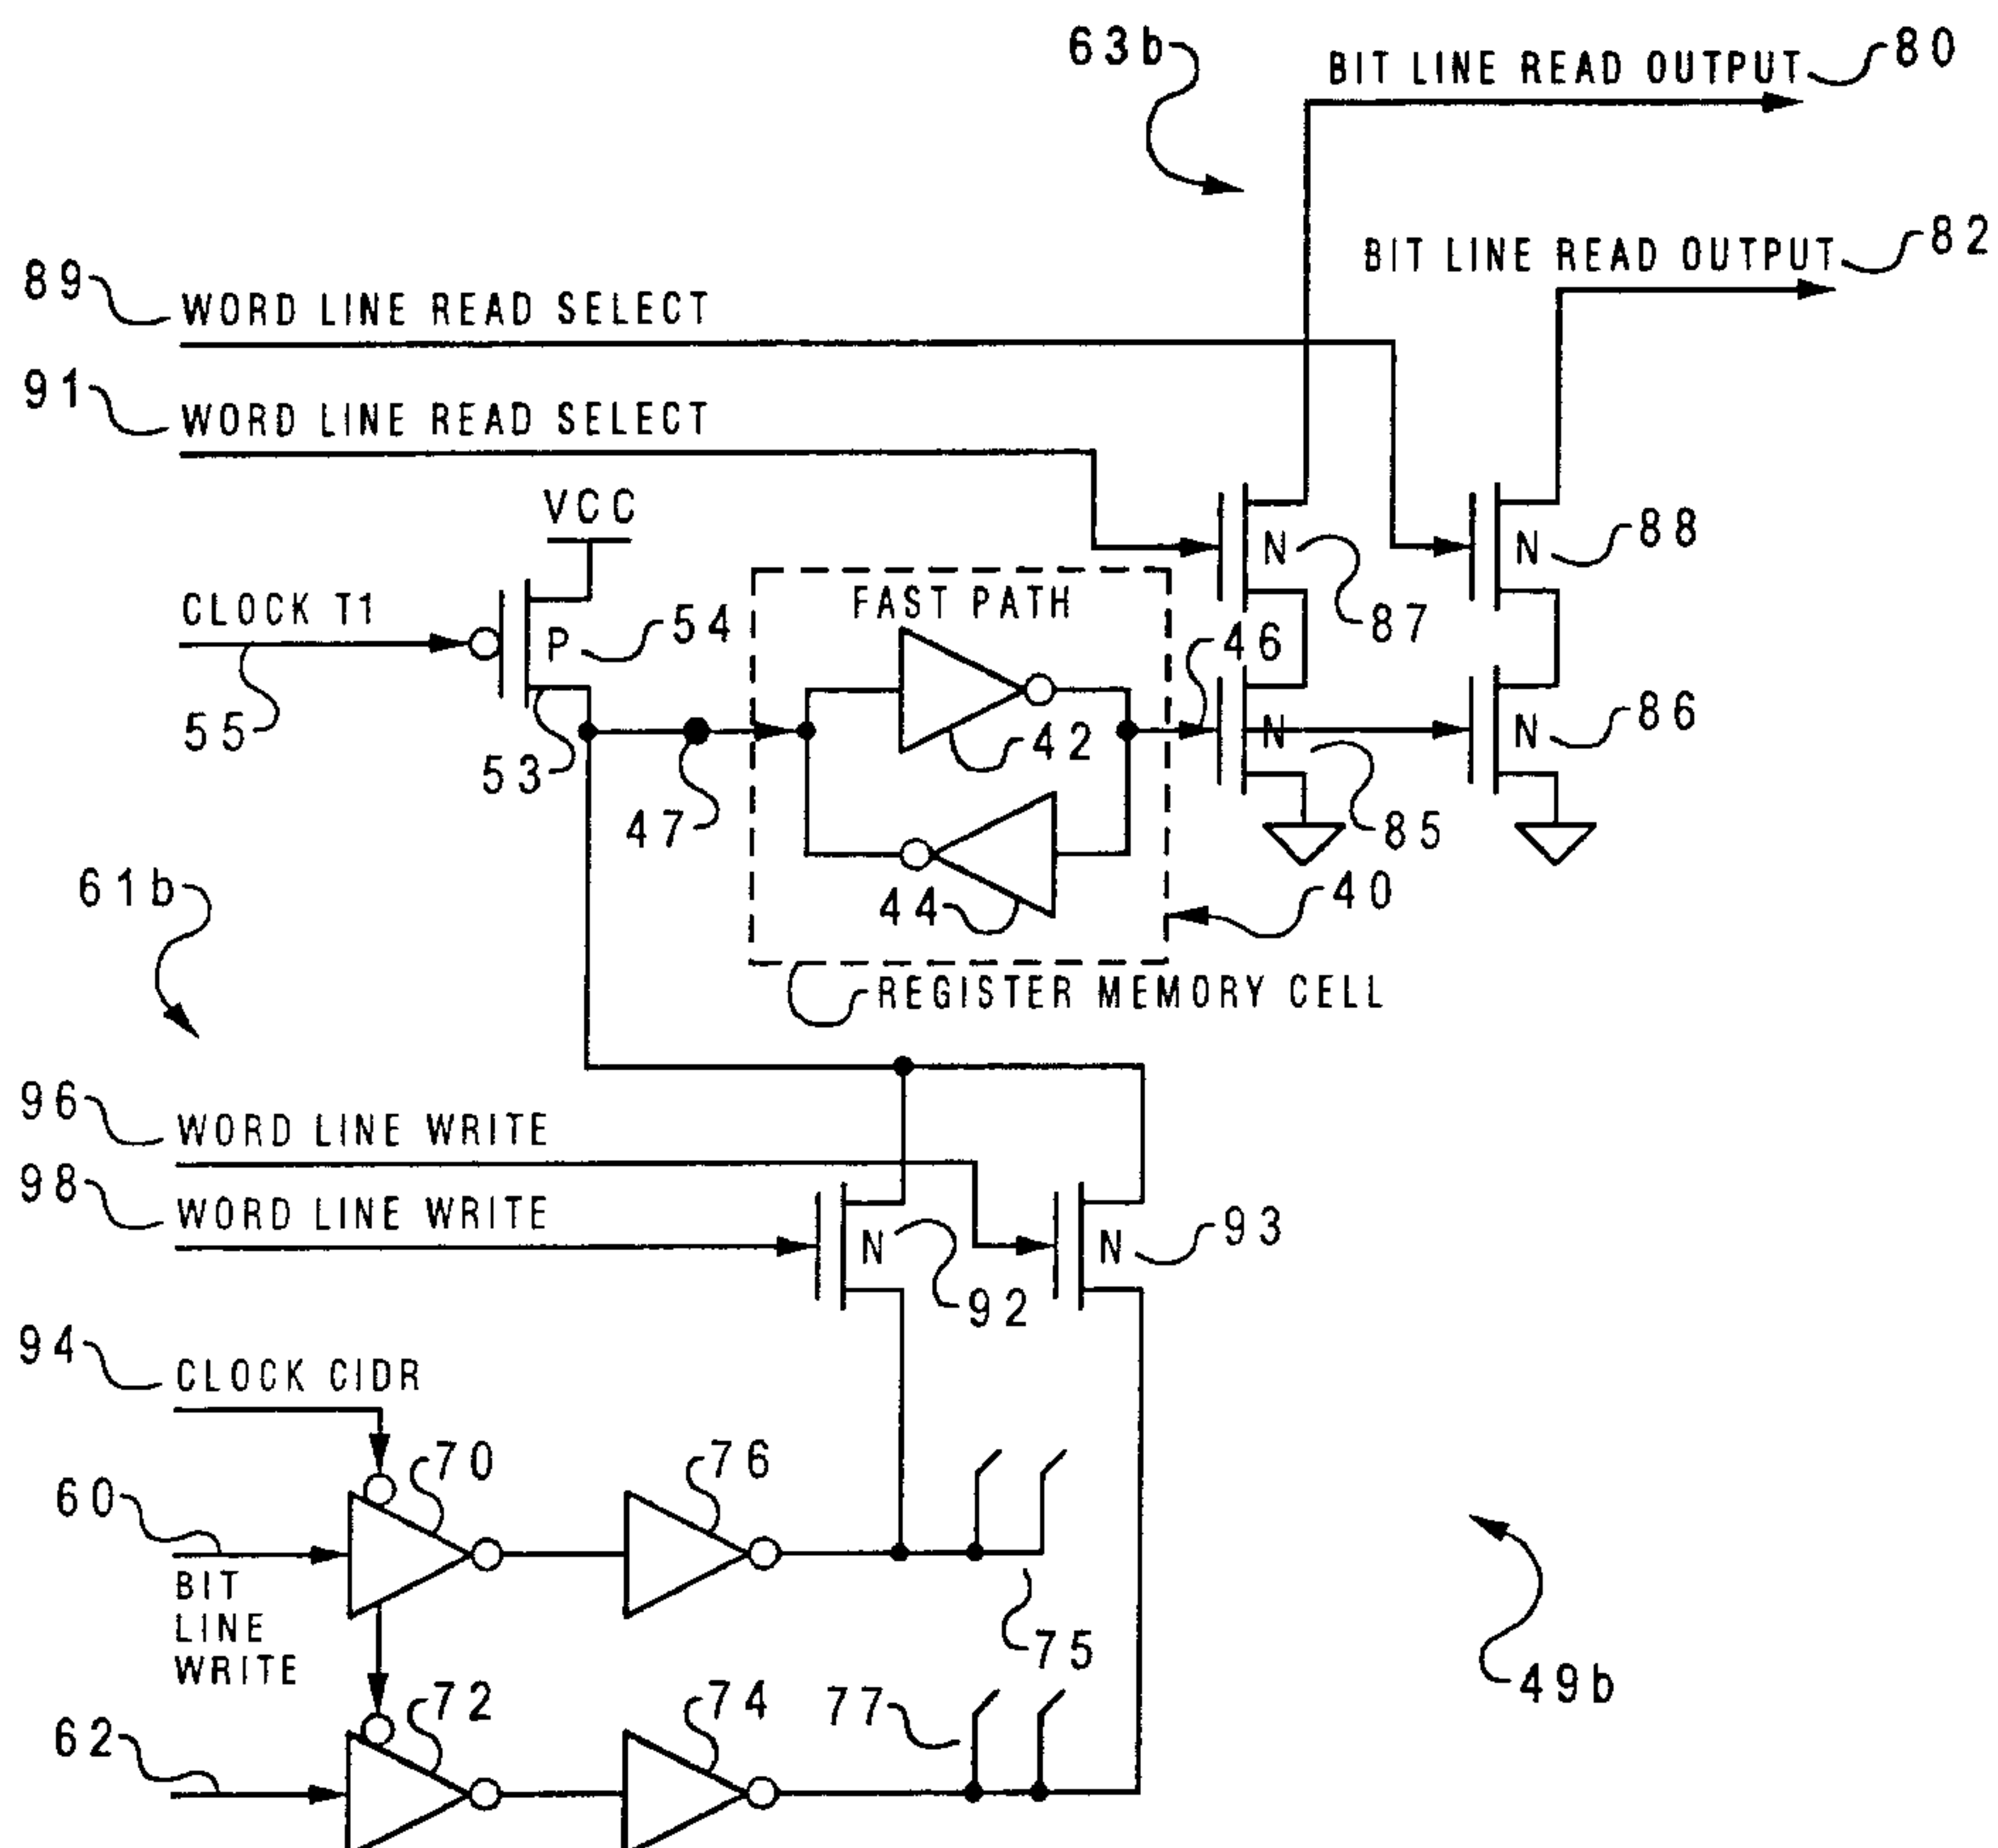 63b
BIT LINE READ OUTPUT 80
BIT LINE READ OUTPUT 82
89 WORD LINE READ SELECT
91 WORD LINE READ SELECT
VCC
N 88
N 87
CLOCK T1
P 54
FAST PATH
46
55
53
47
42
N 85
N 86
61b
44
40
REGISTER MEMORY CELL
96 WORD LINE WRITE
98 WORD LINE WRITE
N 92
N 93
94 CLOCK CIDR
70
76
60
BIT
LINE
WRITE
75
49b
72
74
77
62